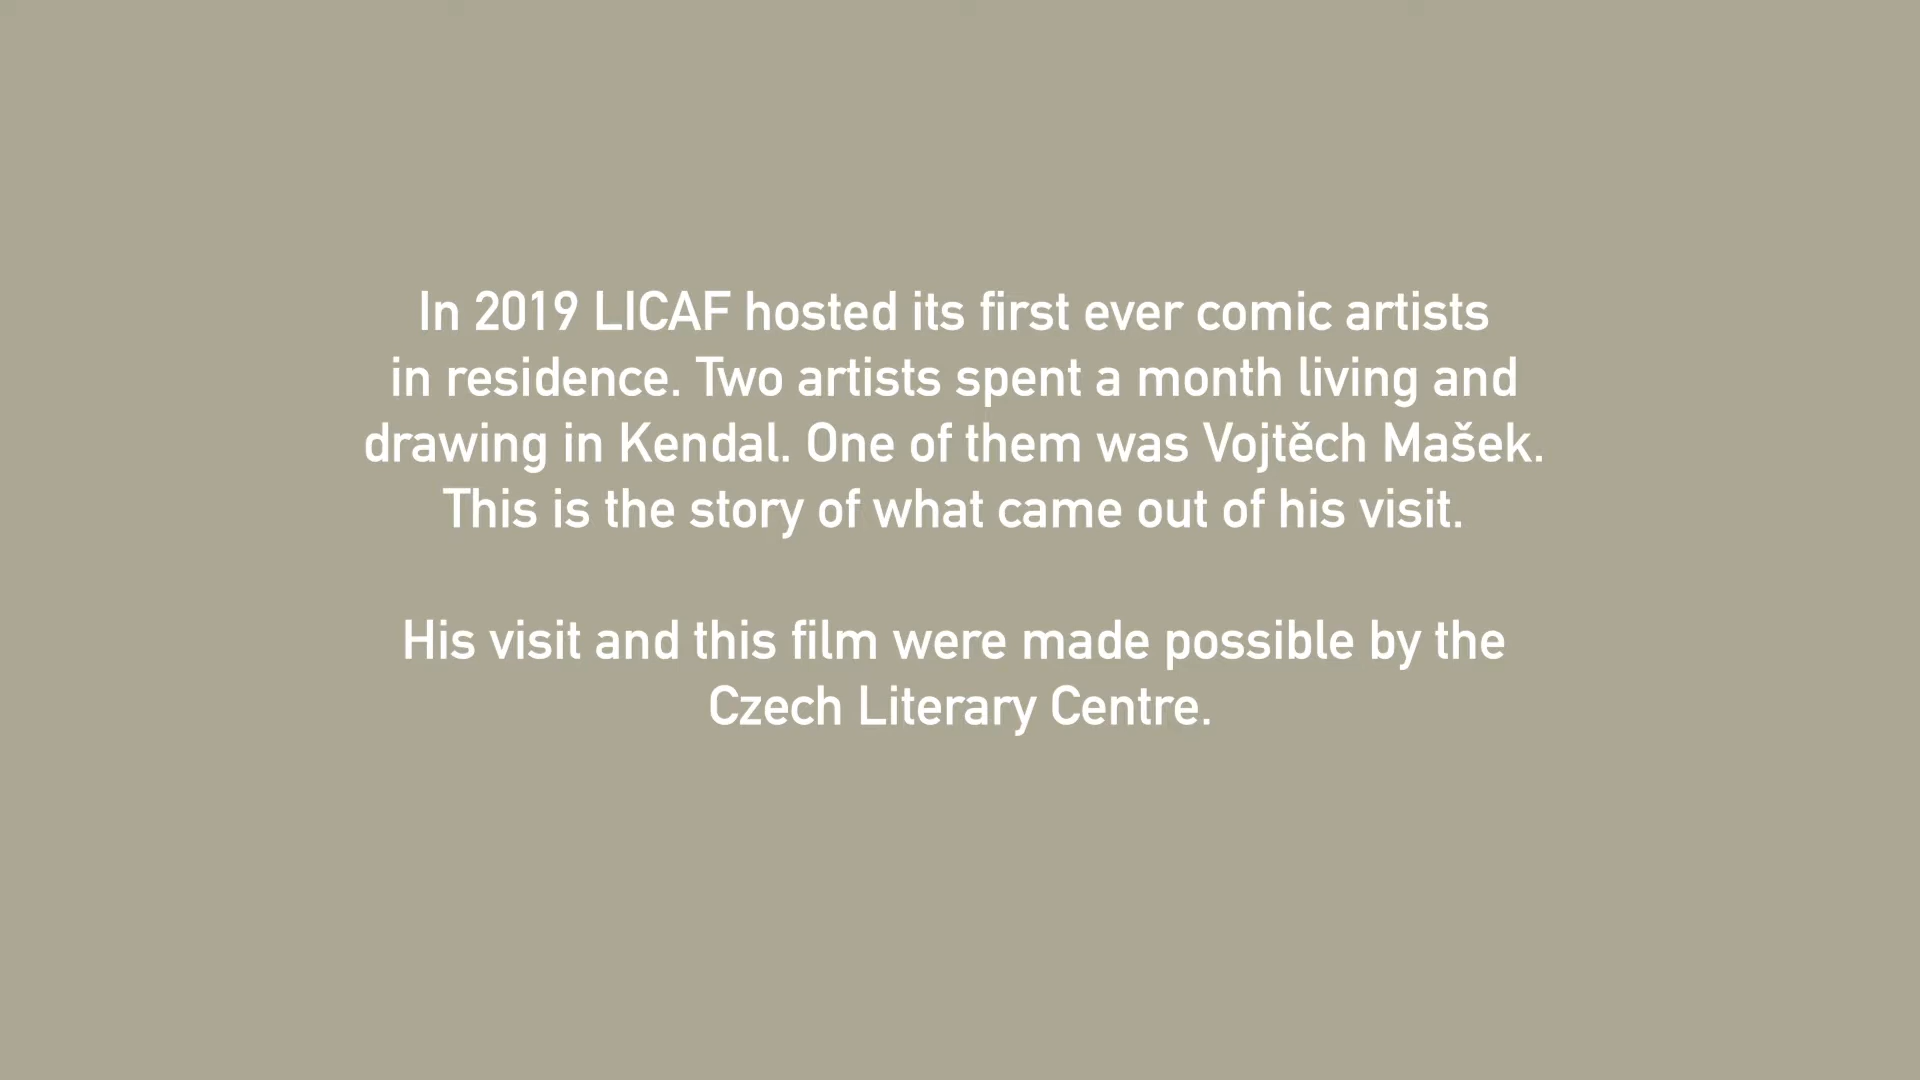 In 2019 LICAF hosted its first ever comic artists
in residence. Two artists spent a month living and
drawing in Kendal. One of them was Vojtěch Mašek.
This is the story of what came out of his visit.
His visit and this film were made possible by the
Czech Literary Centre.